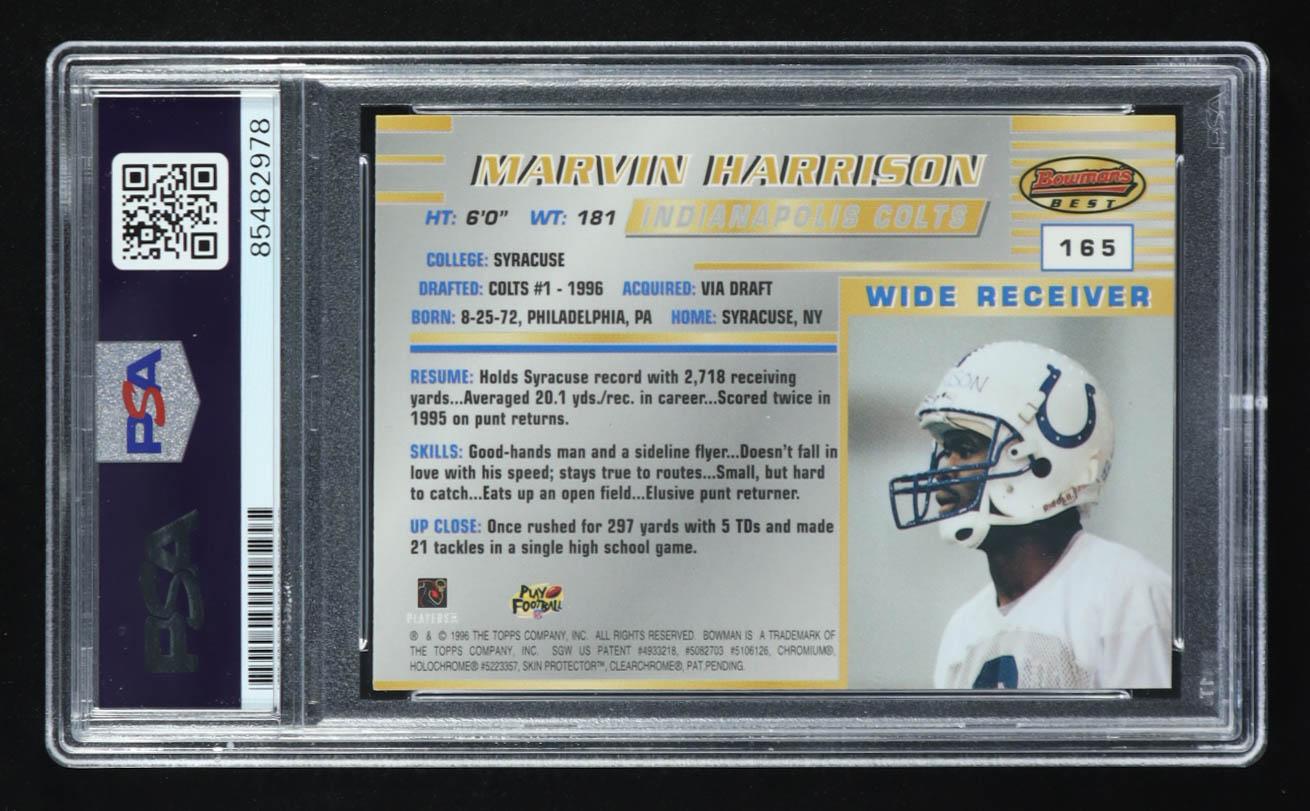 85482978
PSA
PSA
MARVIN HARRISON
Bowman's
BEST
HT: 6'0" WT: 181 INDIANAPOLIS COLTS
165
COLLEGE: SYRACUSE
DRAFTED: COLTS #1 - 1996 ACQUIRED: VIA DRAFT
BORN: 8-25-72, PHILADELPHIA, PA HOME: SYRACUSE, NY
WIDE RECEIVER
RESUME: Holds Syracuse record with 2,718 receiving
yards...Averaged 20.1 yds./rec. in career...Scored twice in
1995 on punt returns.
SKILLS: Good-hands man and a sideline flyer...Doesn't fall in
love with his speed; stays true to routes...Small, but hard
to catch...Eats up an open field...Elusive punt returner.
UP CLOSE: Once rushed for 297 yards with 5 TDs and made
21 tackles in a single high school game.
PLAYERS
PLAY
FOOTBALL
® & © 1996 THE TOPPS COMPANY, INC. ALL RIGHTS RESERVED. BOWMAN IS A TRADEMARK OF
THE TOPPS COMPANY, INC. SGW US PATENT #4933218, #5082703 #5106126, CHROMIUM®,
HOLOCHROME® #5223357, SKIN PROTECTOR™, CLEARCHROME®, PAT.PENDING.